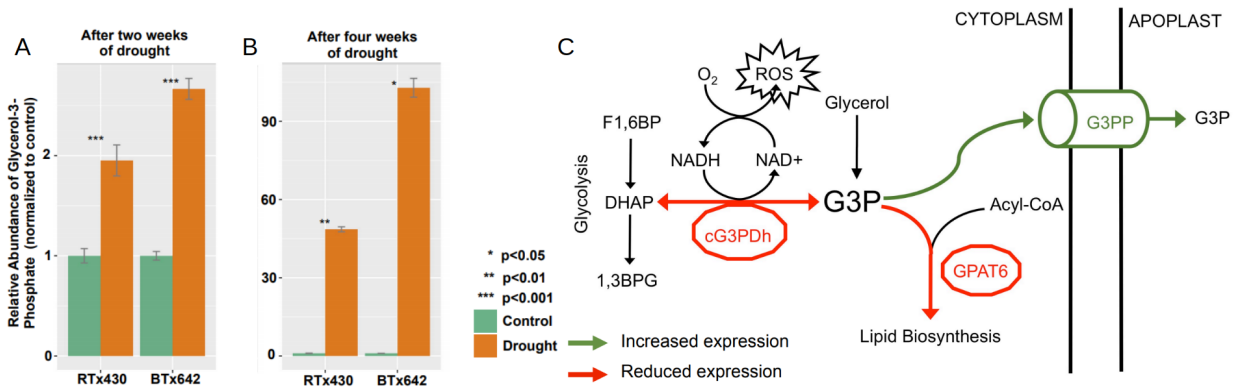 A
After two weeks
of drought
Relative Abundance of Glycerol-3-
Phosphate (normalized to control)
2
1
0
RTx430
BTx642
***
***
B
After four weeks
of drought
90
60
30
0
RTx430
BTx642
**
*
* p<0.05
** p<0.01
*** p<0.001
Control
Drought
C
CYTOPLASM
APOPLAST
O2
ROS
Glycerol
F1,6BP
NADH
NAD+
Glycolysis
DHAP
G3P
cG3PDh
1,3BPG
G3PP
G3P
Acyl-CoA
GPAT6
Lipid Biosynthesis
Increased expression
Reduced expression